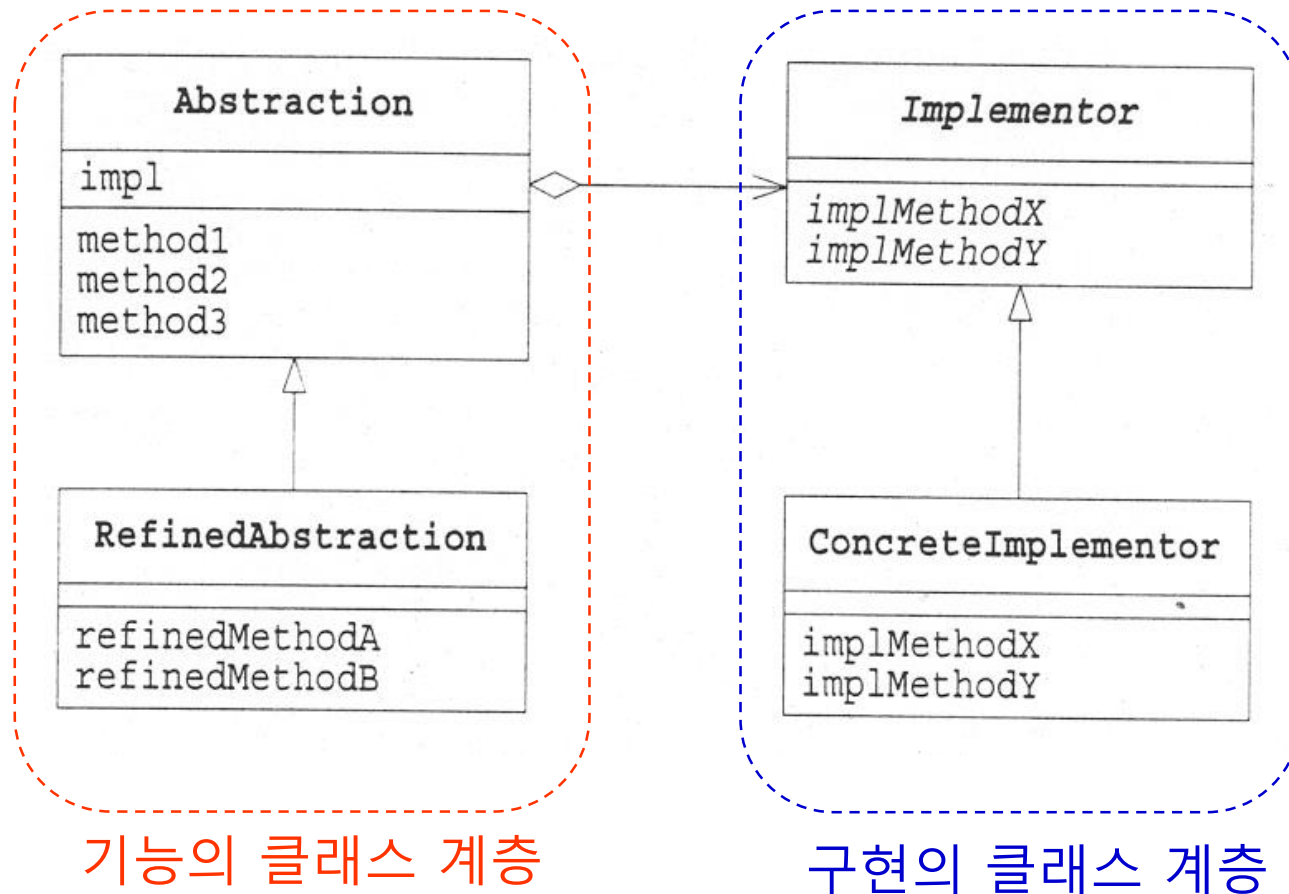 Abstraction
impl
method1
method2
method3
Implementor
implMethodX
implMethodY
RefinedAbstraction
refinedMethodA
refinedMethodB
ConcreteImplementor
implMethodX
implMethodY
기능의 클래스 계층
구현의 클래스 계층